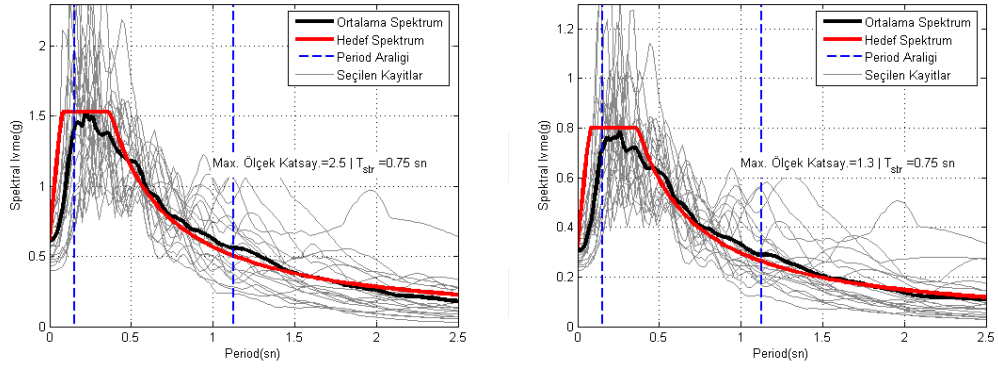 Ortalama Spektrum
Hedef Spektrum
Period Araligi
Seçilen Kayitlar
Max. Ölçek Katsay.=2.5 | Tstr =0.75 sn
Spektral Ivme(g)
2
1.5
1
0.5
0
0 0.5 1 1.5 2 2.5
Period(sn)
Ortalama Spektrum
Hedef Spektrum
Period Araligi
Seçilen Kayitlar
Max. Ölçek Katsay.=1.3 | Tstr =0.75 sn
Spektral Ivme(g)
1.2
1
0.8
0.6
0.4
0.2
0
0 0.5 1 1.5 2 2.5
Period(sn)